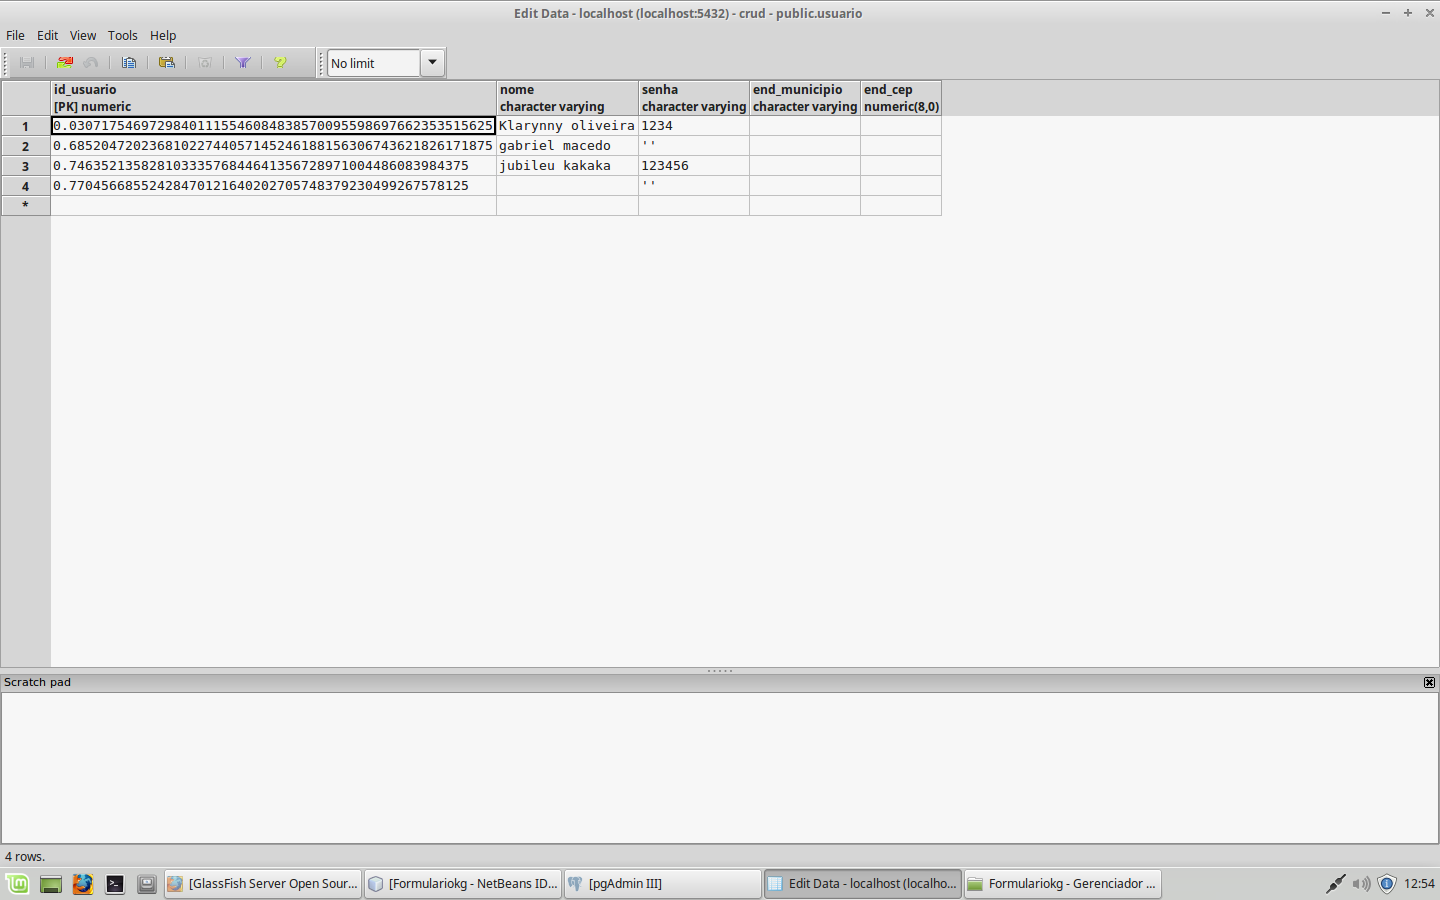 Edit Data - localhost (localhost:5432) - crud - public.usuario
File Edit View Tools Help
No limit
id_usuario nome senha end_municipio end_cep
[PK] numeric character varying character varying character varying numeric(8,0)
1 0.03071754697298401115546084838570095598697662353515625 Klarynny oliveira 1234
2 0.68520472023681022744057145246188156306743621826171875 gabriel macedo ''
3 0.74635213582810333576844641356728971004486083984375 jubileu kakaka 123456
4 0.77045668552428470121640202705748379230499267578125 ''
*
Scratch pad
4 rows.
[GlassFish Server Open Sour... [Formulariokg - NetBeans ID... [pgAdmin III] Edit Data - localhost (localho... Formulariokg - Gerenciador ... 12:54